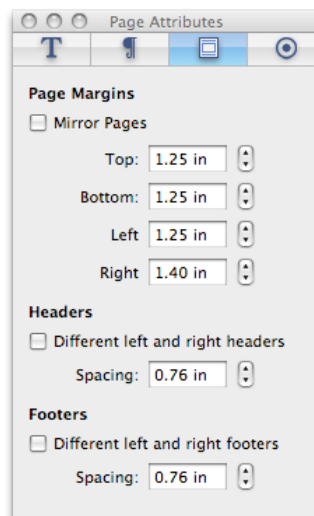 Page Attributes
T ¶
Page Margins
Mirror Pages
Top: 1.25 in
Bottom: 1.25 in
Left 1.25 in
Right 1.40 in
Headers
Different left and right headers
Spacing: 0.76 in
Footers
Different left and right footers
Spacing: 0.76 in